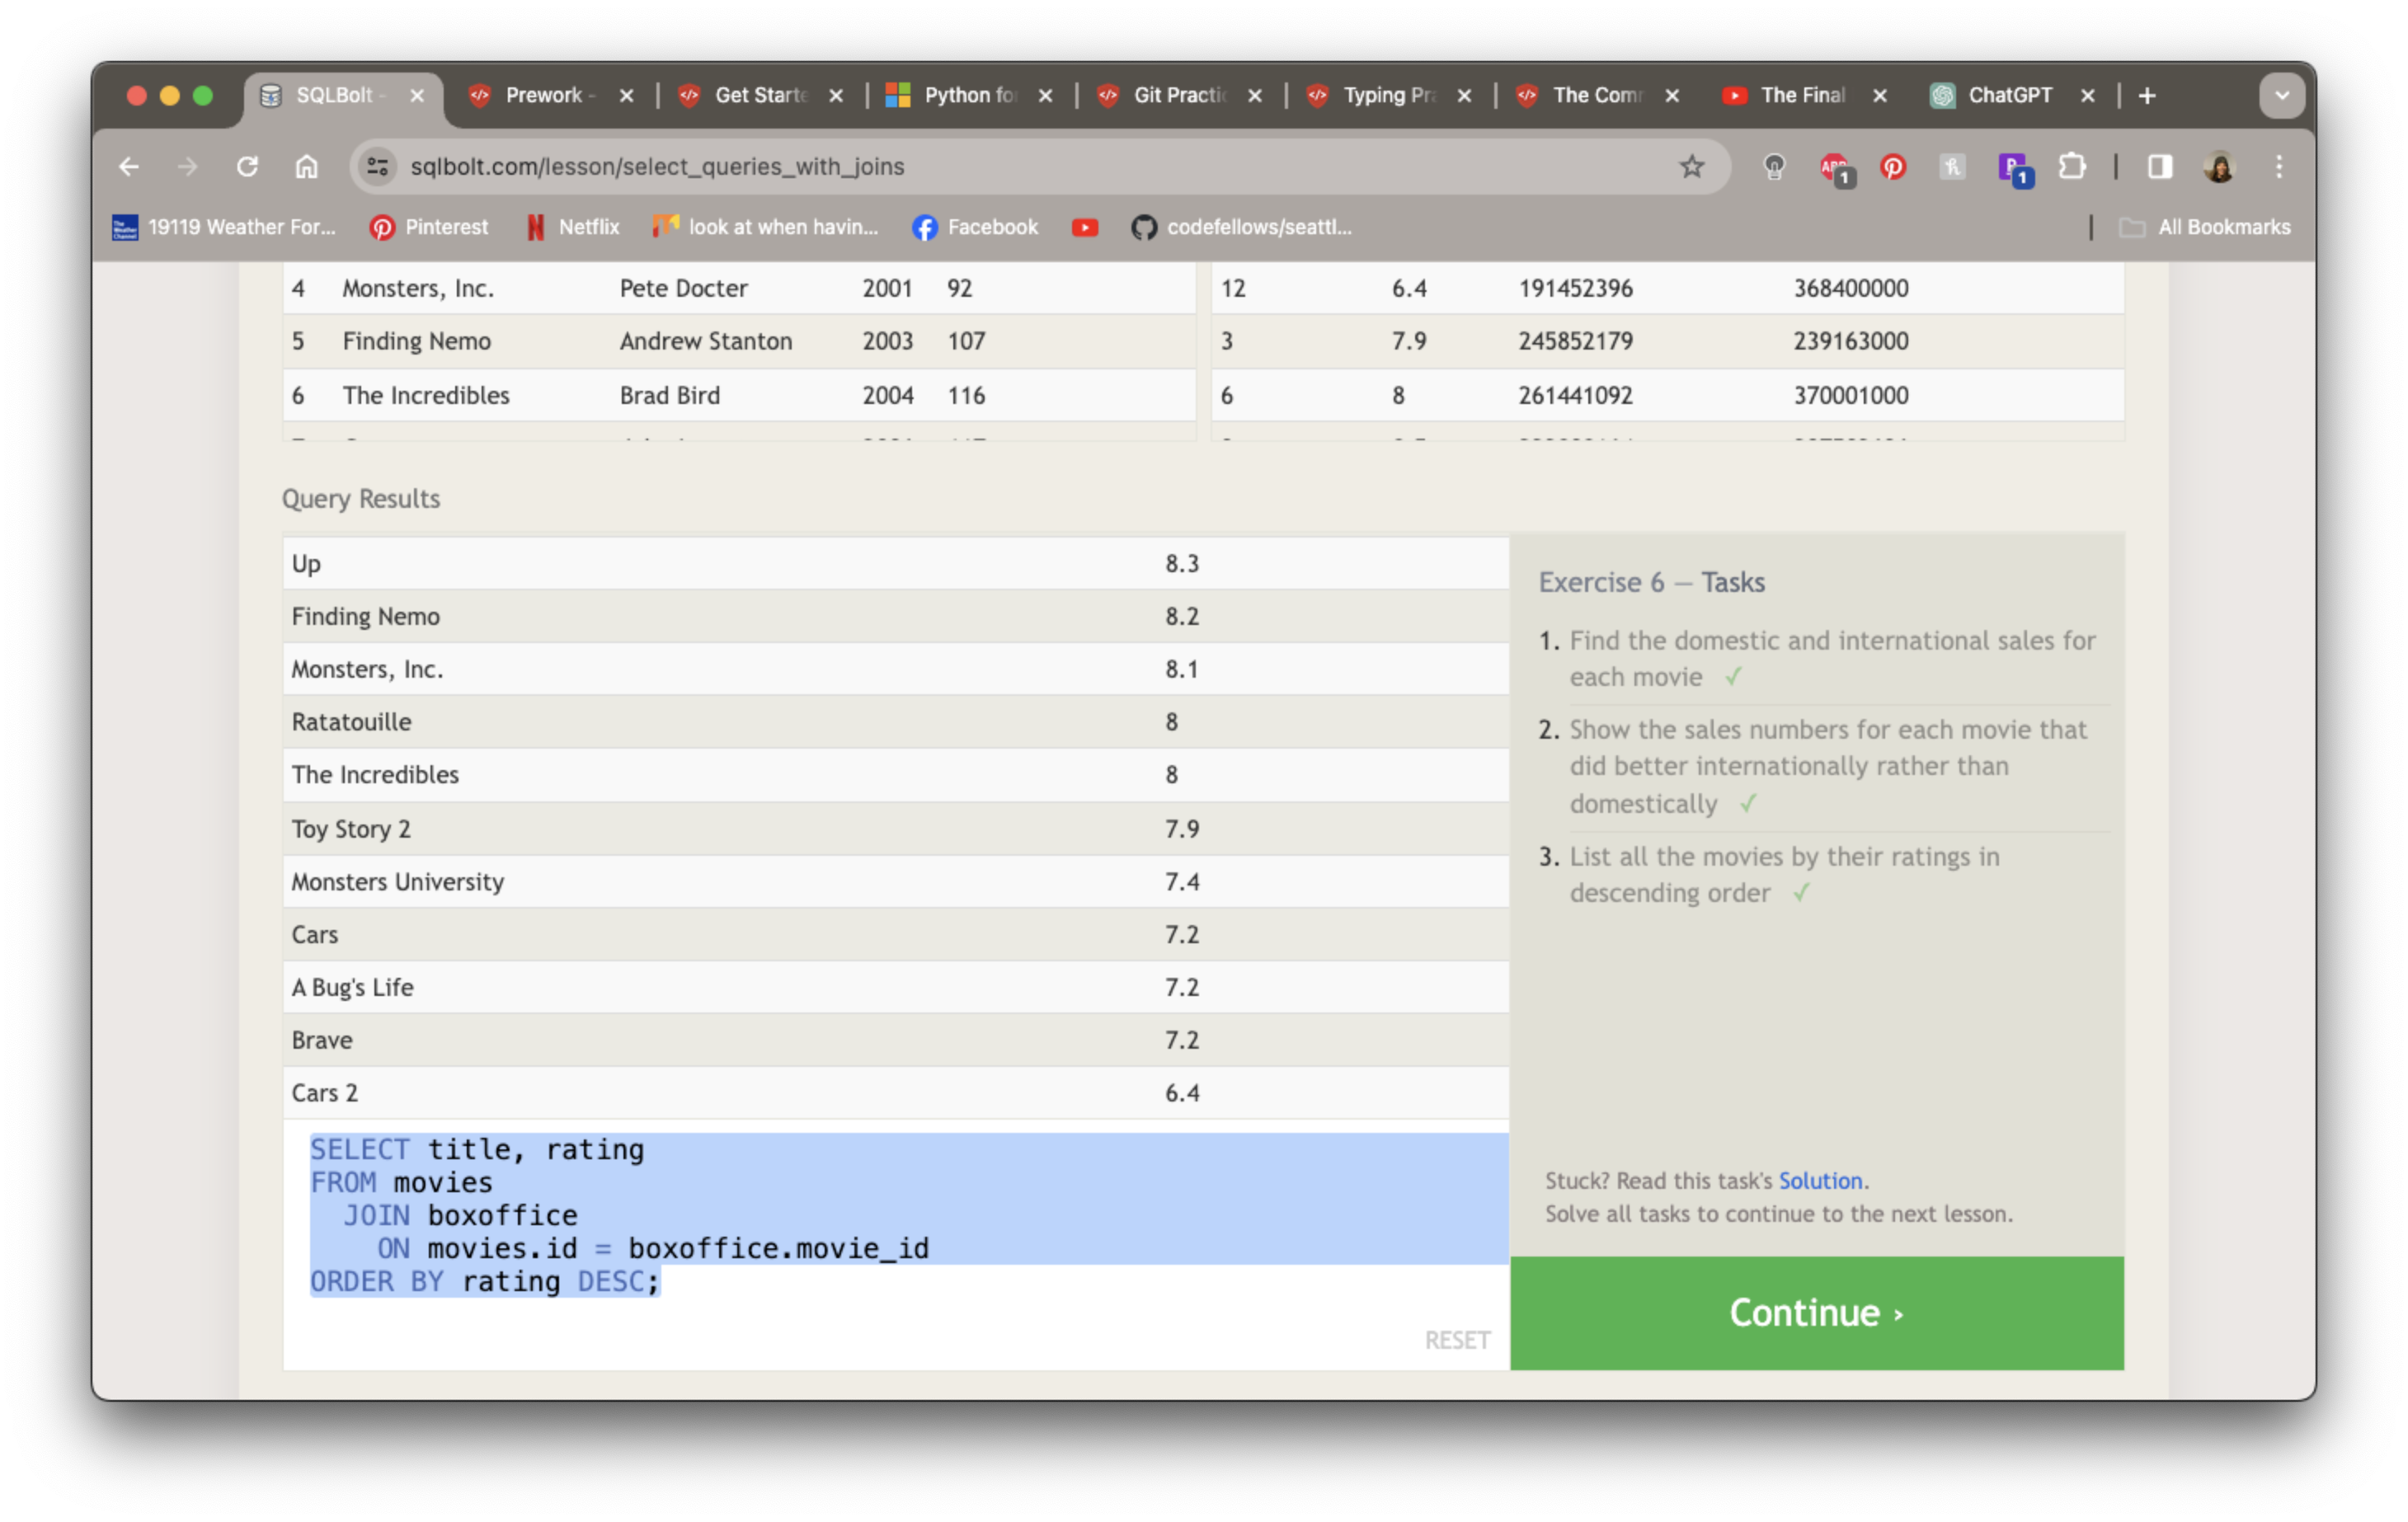 SQLBolt -
Prework -
Get Starte
Python fo
Git Practic
Typing Pra
The Comm
The Final
ChatGPT
sqlbolt.com/lesson/select_queries_with_joins
1
1
19119 Weather For...
Pinterest
Netflix
look at when havin...
Facebook
codefellows/seattl...
All Bookmarks
4 Monsters, Inc. Pete Docter 2001 92
12 6.4 191452396 368400000
5 Finding Nemo Andrew Stanton 2003 107
3 7.9 245852179 239163000
6 The Incredibles Brad Bird 2004 116
6 8 261441092 370001000
Query Results
Up 8.3
Finding Nemo 8.2
Monsters, Inc. 8.1
Ratatouille 8
The Incredibles 8
Toy Story 2 7.9
Monsters University 7.4
Cars 7.2
A Bug's Life 7.2
Brave 7.2
Cars 2 6.4
SELECT title, rating
FROM movies
JOIN boxoffice
ON movies.id = boxoffice.movie_id
ORDER BY rating DESC;
RESET
Exercise 6 — Tasks
1. Find the domestic and international sales for
each movie ✓
2. Show the sales numbers for each movie that
did better internationally rather than
domestically ✓
3. List all the movies by their ratings in
descending order ✓
Stuck? Read this task's Solution.
Solve all tasks to continue to the next lesson.
Continue ›